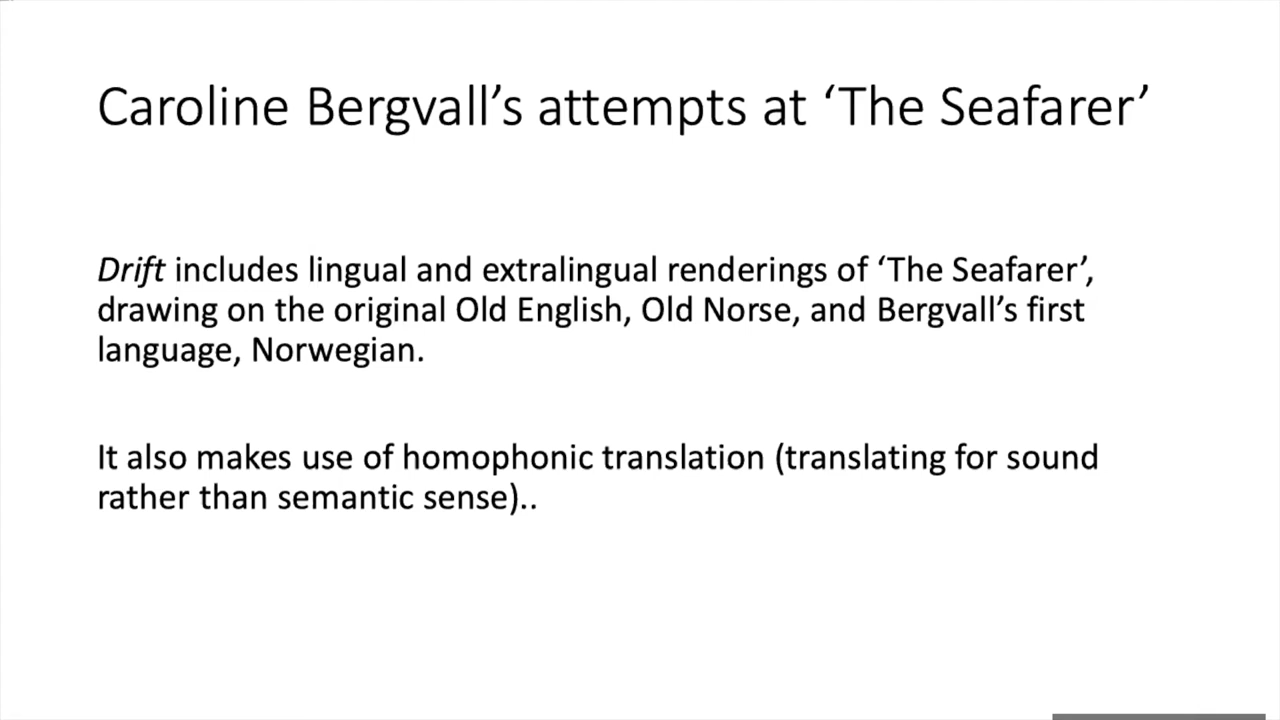 Caroline Bergvall’s attempts at ‘The Seafarer’
Drift includes lingual and extralingual renderings of ‘The Seafarer’,
drawing on the original Old English, Old Norse, and Bergvall’s first
language, Norwegian.
It also makes use of homophonic translation (translating for sound
rather than semantic sense)..